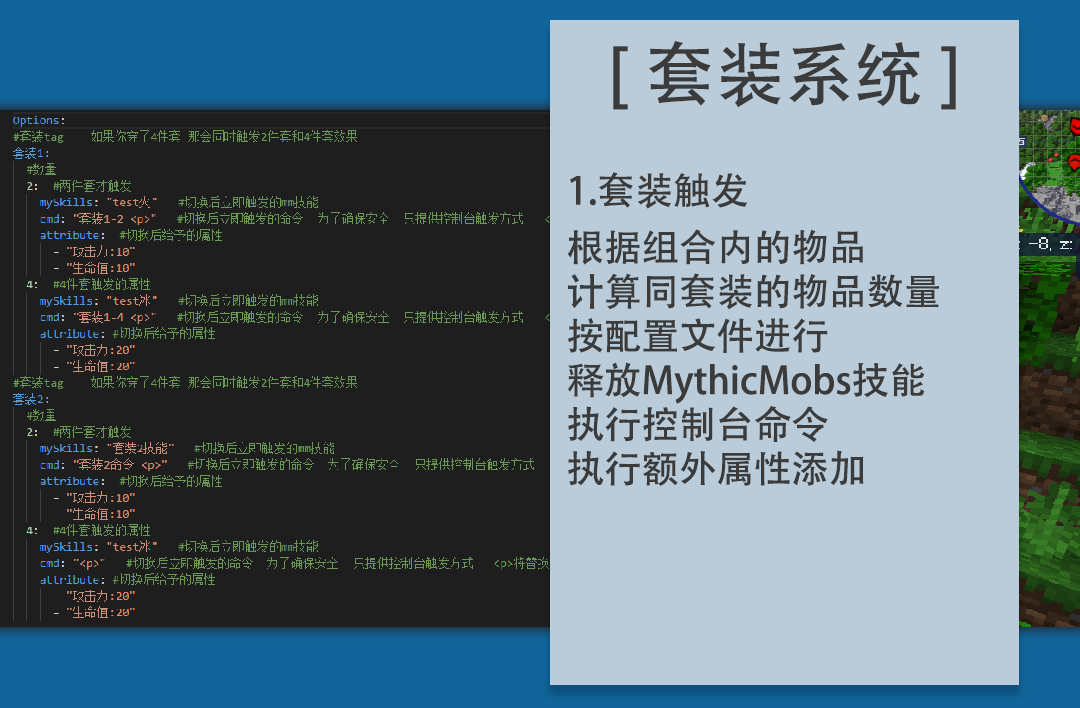 [ 套装系统 ]
1.套装触发
根据组合内的物品
计算同套装的物品数量
按配置文件进行
释放MythicMobs技能
执行控制台命令
执行额外属性添加
Options:
#套装tag 如果你穿了4件套 那会同时触发2件套和4件套效果
套装1:
#数量
2: #两件套才触发
mySkills: "test火" #切换后立即触发的mm技能
cmd: "套装1-2 <p>" #切换后立即触发的命令 为了确保安全 只提供控制台触发方式 <
attribute: #切换后给予的属性
- "攻击力:10"
- "生命值:10"
4: #4件套触发的属性
mySkills: "test冰" #切换后立即触发的mm技能
cmd: "套装1-4 <p>" #切换后立即触发的命令 为了确保安全 只提供控制台触发方式 <
attribute: #切换后给予的属性
- "攻击力:20"
- "生命值:20"
#套装tag 如果你穿了4件套 那会同时触发2件套和4件套效果
套装2:
#数量
2: #两件套才触发
mySkills: "套装2技能" #切换后立即触发的mm技能
cmd: "套装2命令 <p>" #切换后立即触发的命令 为了确保安全 只提供控制台触发方式
attribute: #切换后给予的属性
- "攻击力:10"
"生命值:10"
4: #4件套触发的属性
mySkills: "test冰" #切换后立即触发的mm技能
cmd: "<p>" #切换后立即触发的命令 为了确保安全 只提供控制台触发方式 <p>将替换
attribute: #切换后给予的属性
"攻击力:20"
- "生命值:20"
: -8, z: